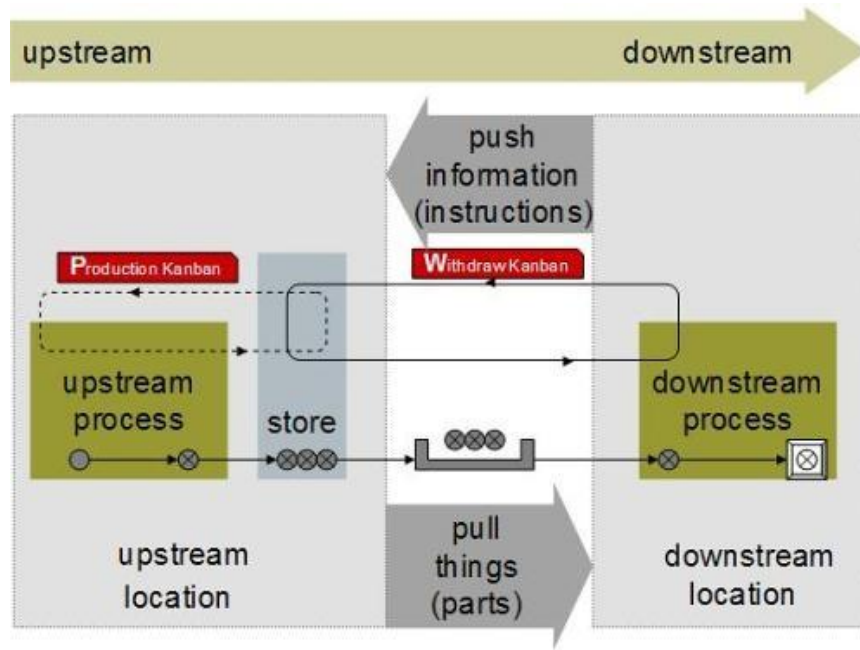 upstream
downstream
push
information
(instructions)
Production Kanban
Withdraw Kanban
upstream
process
store
downstream
process
upstream
location
pull
things
(parts)
downstream
location